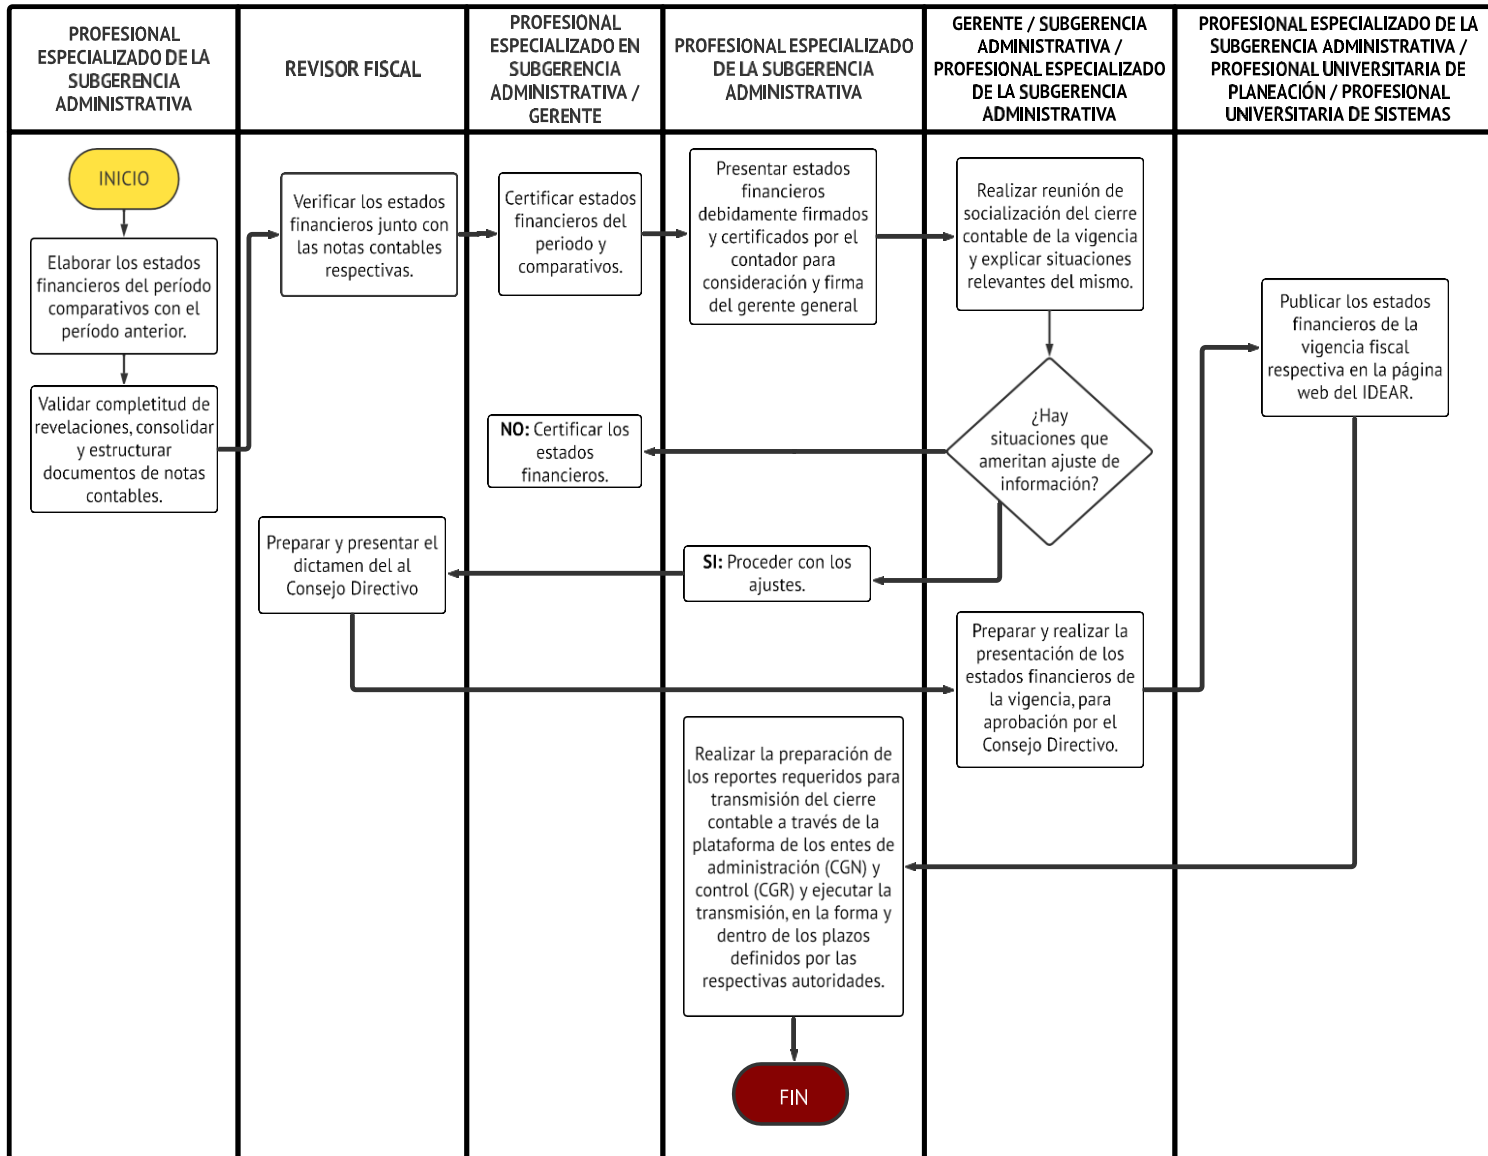 PROFESIONAL
ESPECIALIZADO DE LA
SUBGERENCIA
ADMINISTRATIVA
REVISOR FISCAL
PROFESIONAL
ESPECIALIZADO EN
SUBGERENCIA
ADMINISTRATIVA /
GERENTE
PROFESIONAL ESPECIALIZADO
DE LA SUBGERENCIA
ADMINISTRATIVA
GERENTE / SUBGERENCIA
ADMINISTRATIVA /
PROFESIONAL ESPECIALIZADO
DE LA SUBGERENCIA
ADMINISTRATIVA
PROFESIONAL ESPECIALIZADO DE LA
SUBGERENCIA ADMINISTRATIVA /
PROFESIONAL UNIVERSITARIA DE
PLANEACIÓN / PROFESIONAL
UNIVERSITARIA DE SISTEMAS
INICIO
Elaborar los estados
financieros del período
comparativos con el
período anterior.
Validar completitud de
revelaciones, consolidar
y estructurar
documentos de notas
contables.
Verificar los estados
financieros junto con
las notas contables
respectivas.
Certificar estados
financieros del
periodo y
comparativos.
Presentar estados
financieros
debidamente firmados
y certificados por el
contador para
consideración y firma
del gerente general
Realizar reunión de
socialización del cierre
contable de la vigencia
y explicar situaciones
relevantes del mismo.
¿Hay
situaciones que
ameritan ajuste de
información?
NO: Certificar los
estados
financieros.
SI: Proceder con los
ajustes.
Preparar y presentar el
dictamen del al
Consejo Directivo
Preparar y realizar la
presentación de los
estados financieros de
la vigencia, para
aprobación por el
Consejo Directivo.
Publicar los estados
financieros de la
vigencia fiscal
respectiva en la página
web del IDEAR.
Realizar la preparación de
los reportes requeridos para
transmisión del cierre
contable a través de la
plataforma de los entes de
administración (CGN) y
control (CGR) y ejecutar la
transmisión, en la forma y
dentro de los plazos
definidos por las
respectivas autoridades.
FIN